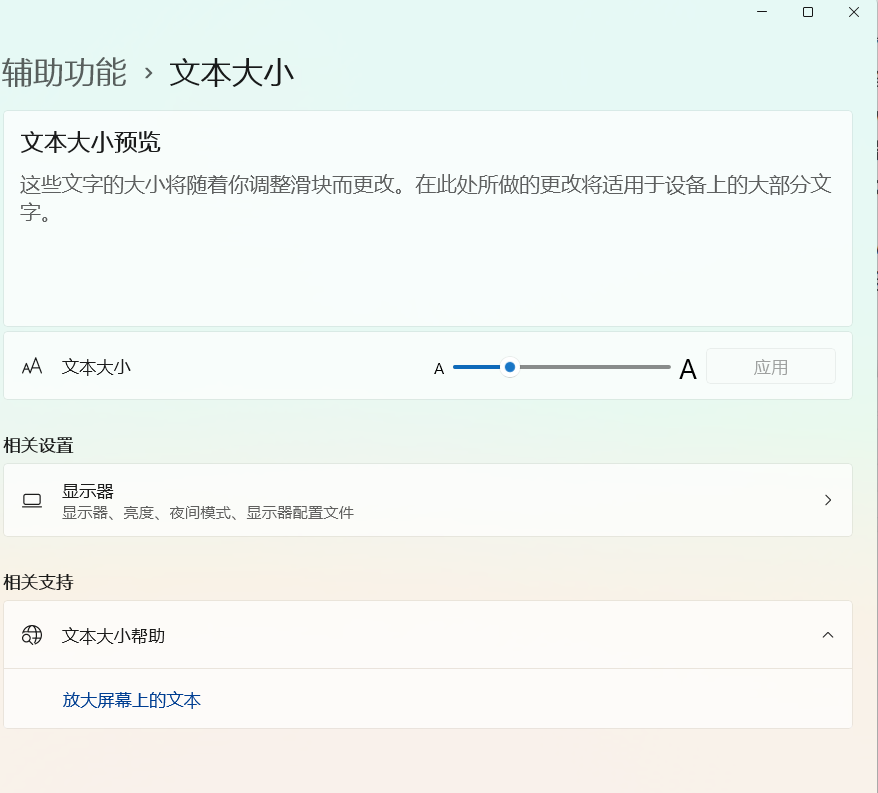 辅助功能 › 文本大小
文本大小预览
这些文字的大小将随着你调整滑块而更改。在此处所做的更改将适用于设备上的大部分文
字。
文本大小 A A 应用
相关设置
显示器
显示器、亮度、夜间模式、显示器配置文件
相关支持
文本大小帮助
放大屏幕上的文本